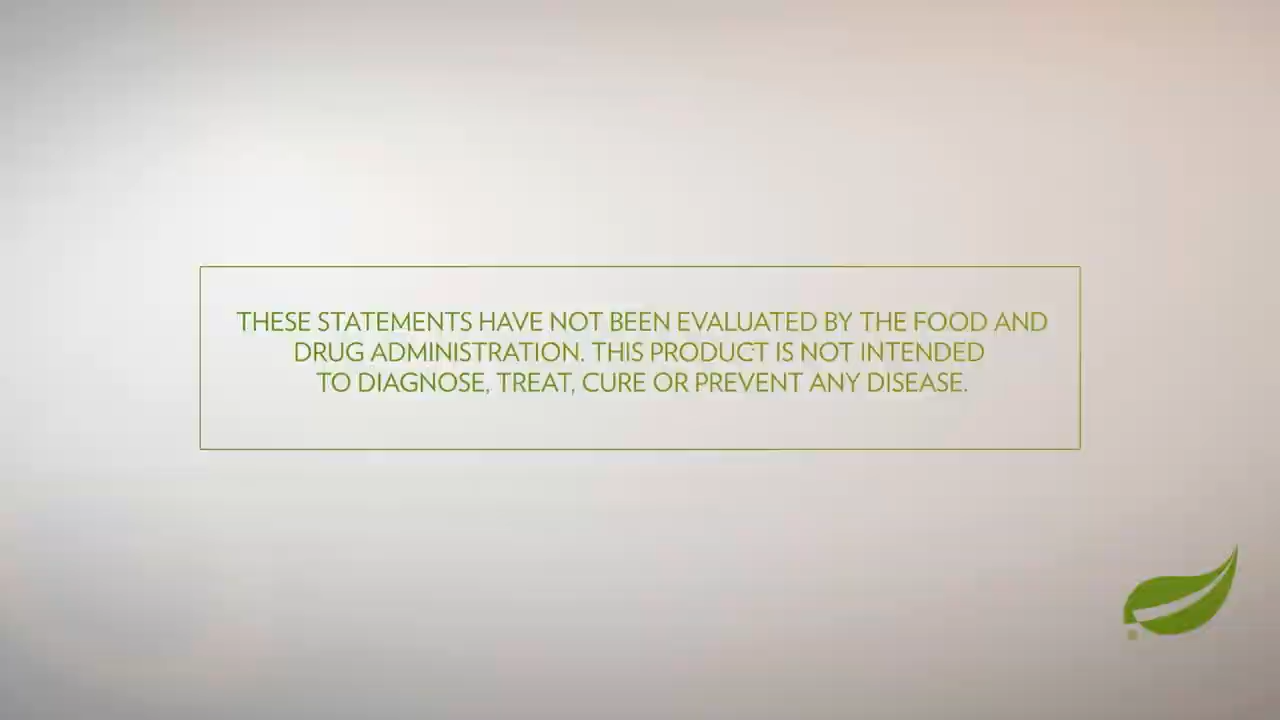 THESE STATEMENTS HAVE NOT BEEN EVALUATED BY THE FOOD AND
DRUG ADMINISTRATION. THIS PRODUCT IS NOT INTENDED
TO DIAGNOSE, TREAT, CURE OR PREVENT ANY DISEASE.